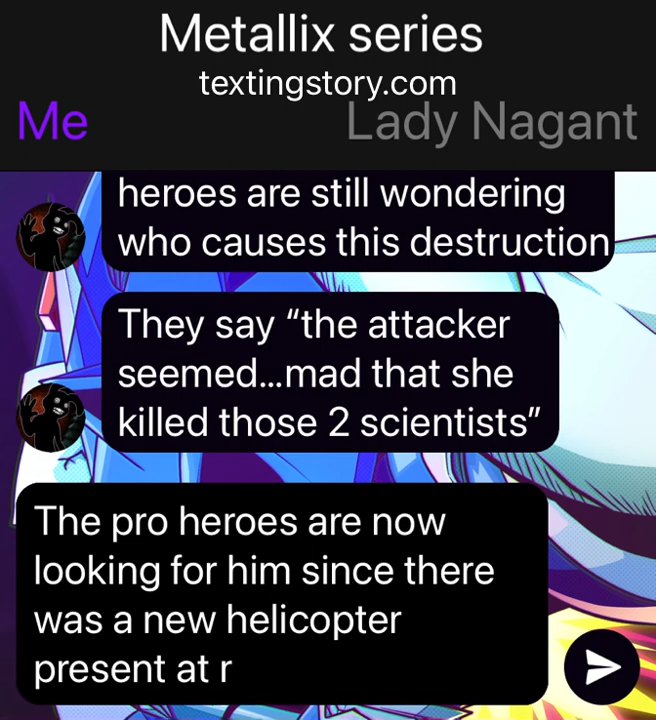 Metallix series
textingstory.com
Me
Lady Nagant
heroes are still wondering
who causes this destruction
They say “the attacker
seemed...mad that she
killed those 2 scientists”
The pro heroes are now
looking for him since there
was a new helicopter
present at r